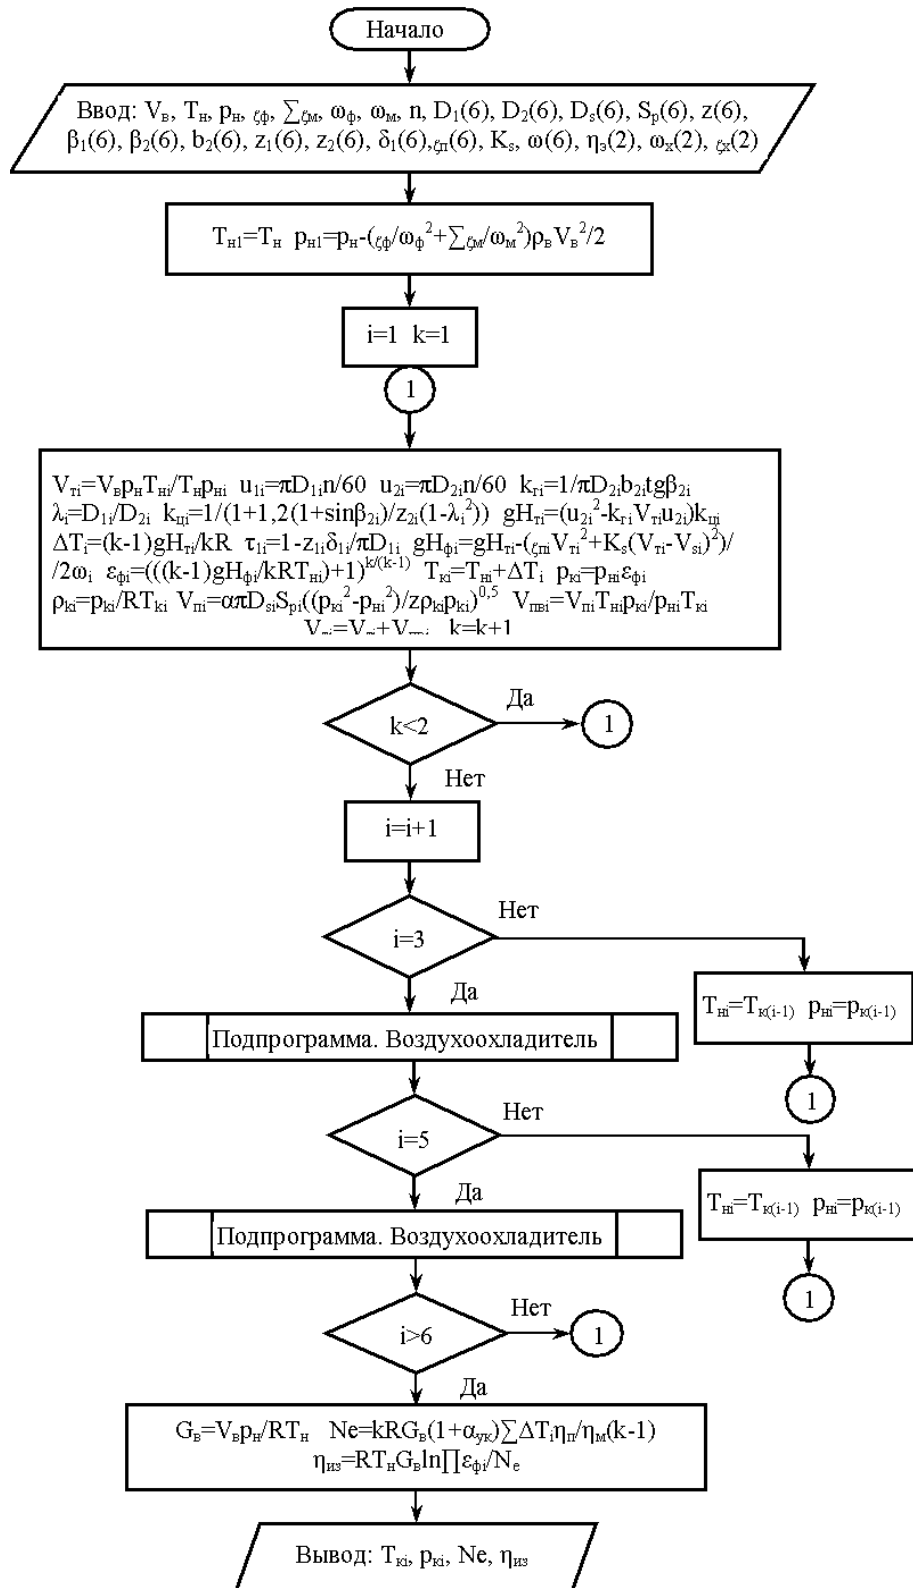 Начало
Ввод: Vв, Tн, pн, ζф, ∑ζм, ωф, ωм, n, D₁(6), D₂(6), Ds(6), Sp(6), z(6),
β₁(6), β₂(6), b₂(6), z₁(6), z₂(6), δ₁(6),ζп(6), Ks, ω(6), ηэ(2), ωх(2), ζх(2)
Tн1=Tн pн1=pн-(ζф/ωф²+∑ζм/ωм²)ρвVв²/2
i=1 k=1
1
Vтi=VвpнTнi/Tнpнi u1i=πD1in/60 u2i=πD2in/60 kгi=1/πD2ib2itgβ2i
λi=D1i/D2i kцi=1/(1+1,2(1+sinβ2i)/z2i(1-λi²)) gHтi=(u2i²-kгiVтiu2i)kцi
ΔTi=(k-1)gHтi/kR τ1i=1-z1iδ1i/πD1i gHфi=gHтi-(ζпiVтi²+Ks(Vтi-Vsi)²)/
/2ωi εфi=(((k-1)gHфi/kRTнi)+1)^k/(k-1) Tкi=Tнi+ΔTi pкi=pнiεфi
ρki=pki/RTki Vпi=απDsiSpi((pкi²-pнi²)/zρkipki)^0,5 Vпвi=VпiTнipкi/pнiTкi
k=k+1
k<2
Да
1
Нет
i=i+1
i=3
Нет
Tнi=Tк(i-1) pнi=pк(i-1)
1
Да
Подпрограмма. Воздухоохладитель
i=5
Нет
Tнi=Tк(i-1) pнi=pк(i-1)
1
Да
Подпрограмма. Воздухоохладитель
i>6
Нет
1
Да
Gв=Vвpн/RTн Ne=kRGв(1+αук)∑ΔTiηп/ηм(k-1)
ηиз=RTнGвln∏εфi/Ne
Вывод: Tкi, pкi, Ne, ηиз